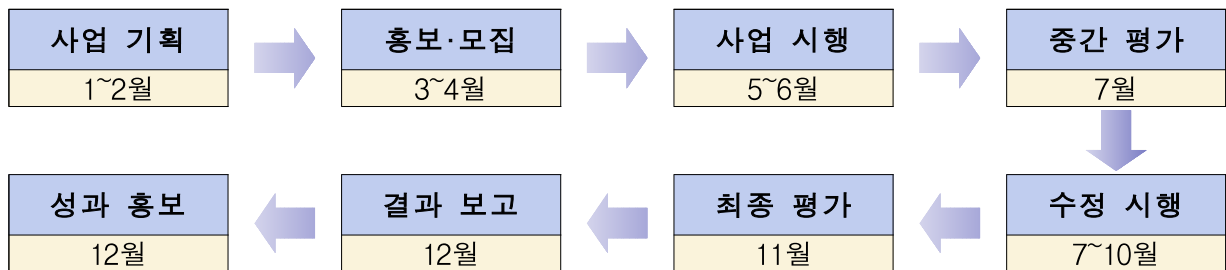 사업 기획
1~2월
홍보·모집
3~4월
사업 시행
5~6월
중간 평가
7월
수정 시행
7~10월
최종 평가
11월
결과 보고
12월
성과 홍보
12월